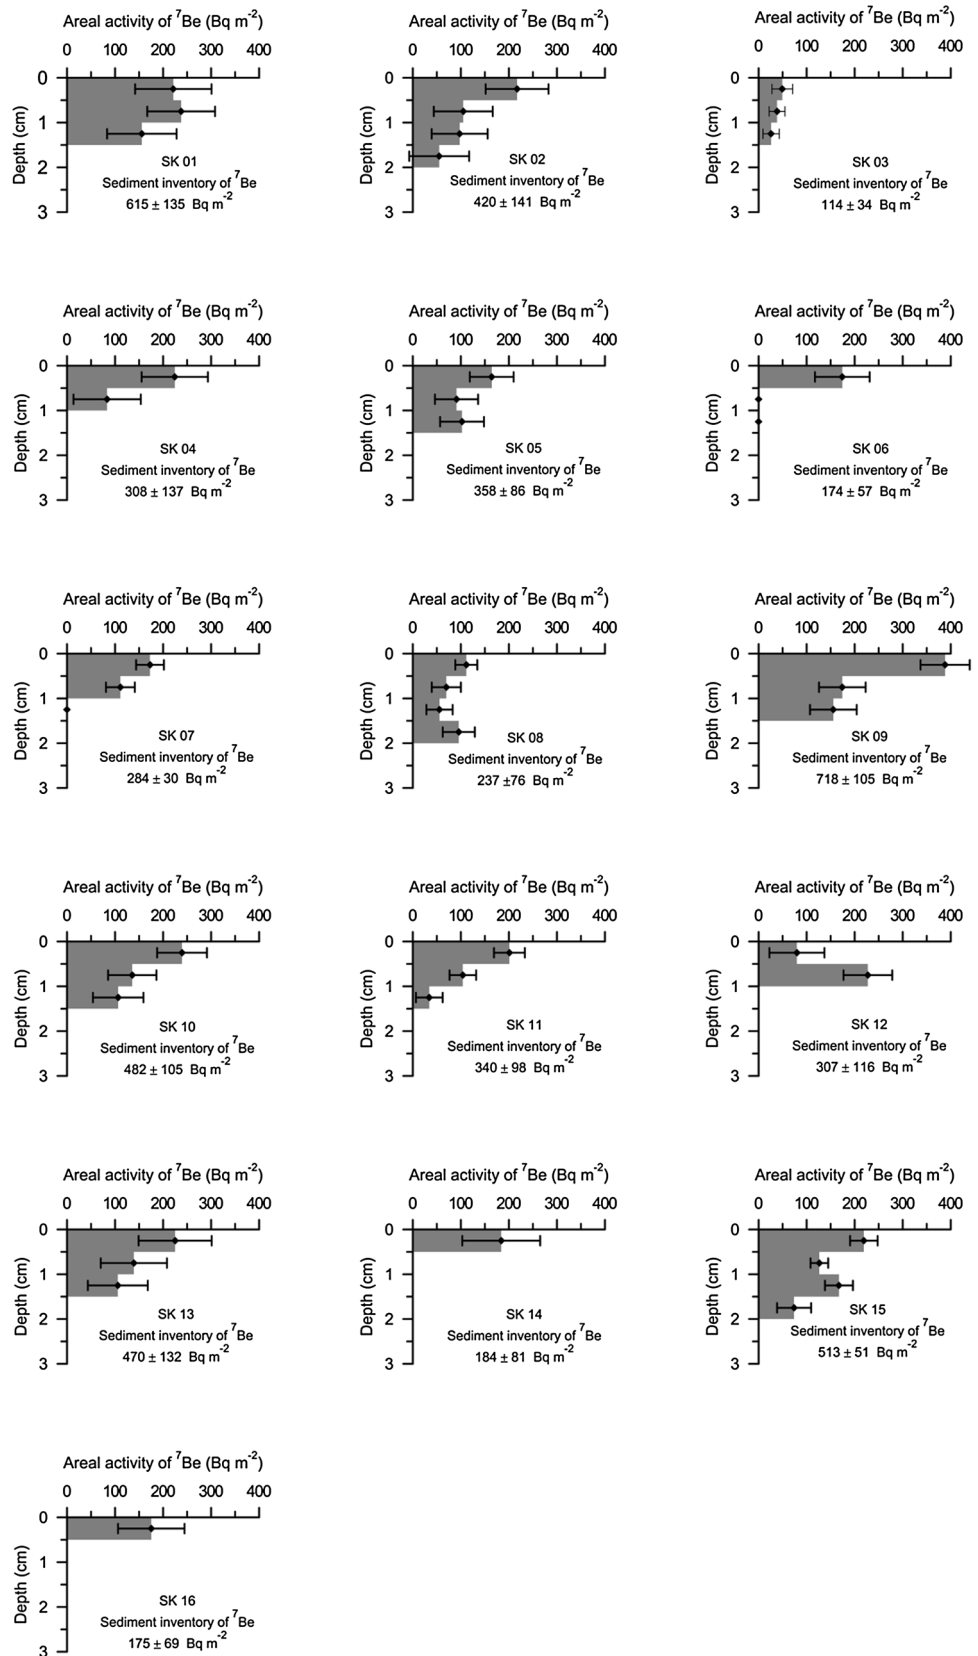 Areal activity of ⁷Be (Bq m⁻²)
0 100 200 300 400
Depth (cm)
0
1
2
3
SK 01
Sediment inventory of ⁷Be
615 ± 135 Bq m⁻²
Areal activity of ⁷Be (Bq m⁻²)
0 100 200 300 400
Depth (cm)
0
1
2
3
SK 02
Sediment inventory of ⁷Be
420 ± 141 Bq m⁻²
Areal activity of ⁷Be (Bq m⁻²)
0 100 200 300 400
Depth (cm)
0
1
2
3
SK 03
Sediment inventory of ⁷Be
114 ± 34 Bq m⁻²
Areal activity of ⁷Be (Bq m⁻²)
0 100 200 300 400
Depth (cm)
0
1
2
3
SK 04
Sediment inventory of ⁷Be
308 ± 137 Bq m⁻²
Areal activity of ⁷Be (Bq m⁻²)
0 100 200 300 400
Depth (cm)
0
1
2
3
SK 05
Sediment inventory of ⁷Be
358 ± 86 Bq m⁻²
Areal activity of ⁷Be (Bq m⁻²)
0 100 200 300 400
Depth (cm)
0
1
2
3
SK 06
Sediment inventory of ⁷Be
174 ± 57 Bq m⁻²
Areal activity of ⁷Be (Bq m⁻²)
0 100 200 300 400
Depth (cm)
0
1
2
3
SK 07
Sediment inventory of ⁷Be
284 ± 30 Bq m⁻²
Areal activity of ⁷Be (Bq m⁻²)
0 100 200 300 400
Depth (cm)
0
1
2
3
SK 08
Sediment inventory of ⁷Be
237 ±76 Bq m⁻²
Areal activity of ⁷Be (Bq m⁻²)
0 100 200 300 400
Depth (cm)
0
1
2
3
SK 09
Sediment inventory of ⁷Be
718 ± 105 Bq m⁻²
Areal activity of ⁷Be (Bq m⁻²)
0 100 200 300 400
Depth (cm)
0
1
2
3
SK 10
Sediment inventory of ⁷Be
482 ± 105 Bq m⁻²
Areal activity of ⁷Be (Bq m⁻²)
0 100 200 300 400
Depth (cm)
0
1
2
3
SK 11
Sediment inventory of ⁷Be
340 ± 98 Bq m⁻²
Areal activity of ⁷Be (Bq m⁻²)
0 100 200 300 400
Depth (cm)
0
1
2
3
SK 12
Sediment inventory of ⁷Be
307 ± 116 Bq m⁻²
Areal activity of ⁷Be (Bq m⁻²)
0 100 200 300 400
Depth (cm)
0
1
2
3
SK 13
Sediment inventory of ⁷Be
470 ± 132 Bq m⁻²
Areal activity of ⁷Be (Bq m⁻²)
0 100 200 300 400
Depth (cm)
0
1
2
3
SK 14
Sediment inventory of ⁷Be
184 ± 81 Bq m⁻²
Areal activity of ⁷Be (Bq m⁻²)
0 100 200 300 400
Depth (cm)
0
1
2
3
SK 15
Sediment inventory of ⁷Be
513 ± 51 Bq m⁻²
Areal activity of ⁷Be (Bq m⁻²)
0 100 200 300 400
Depth (cm)
0
1
2
3
SK 16
Sediment inventory of ⁷Be
175 ± 69 Bq m⁻²